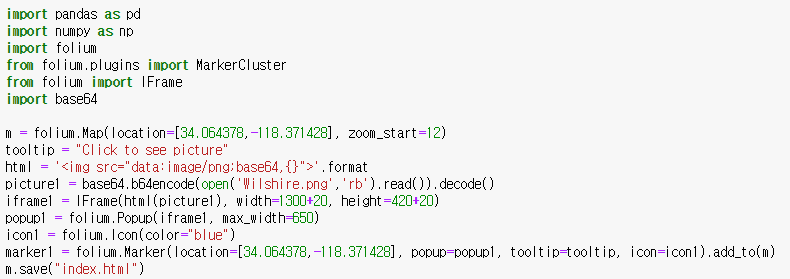 import pandas as pd
import numpy as np
import folium
from folium.plugins import MarkerCluster
from folium import IFrame
import base64
m = folium.Map(location=[34.064378,-118.371428], zoom_start=12)
tooltip = "Click to see picture"
html = '<img src="data:image/png;base64,{}">'.format
picture1 = base64.b64encode(open('Wilshire.png','rb').read()).decode()
iframe1 = IFrame(html(picture1), width=1300+20, height=420+20)
popup1 = folium.Popup(iframe1, max_width=650)
icon1 = folium.Icon(color="blue")
marker1 = folium.Marker(location=[34.064378,-118.371428], popup=popup1, tooltip=tooltip, icon=icon1).add_to(m)
m.save("index.html")